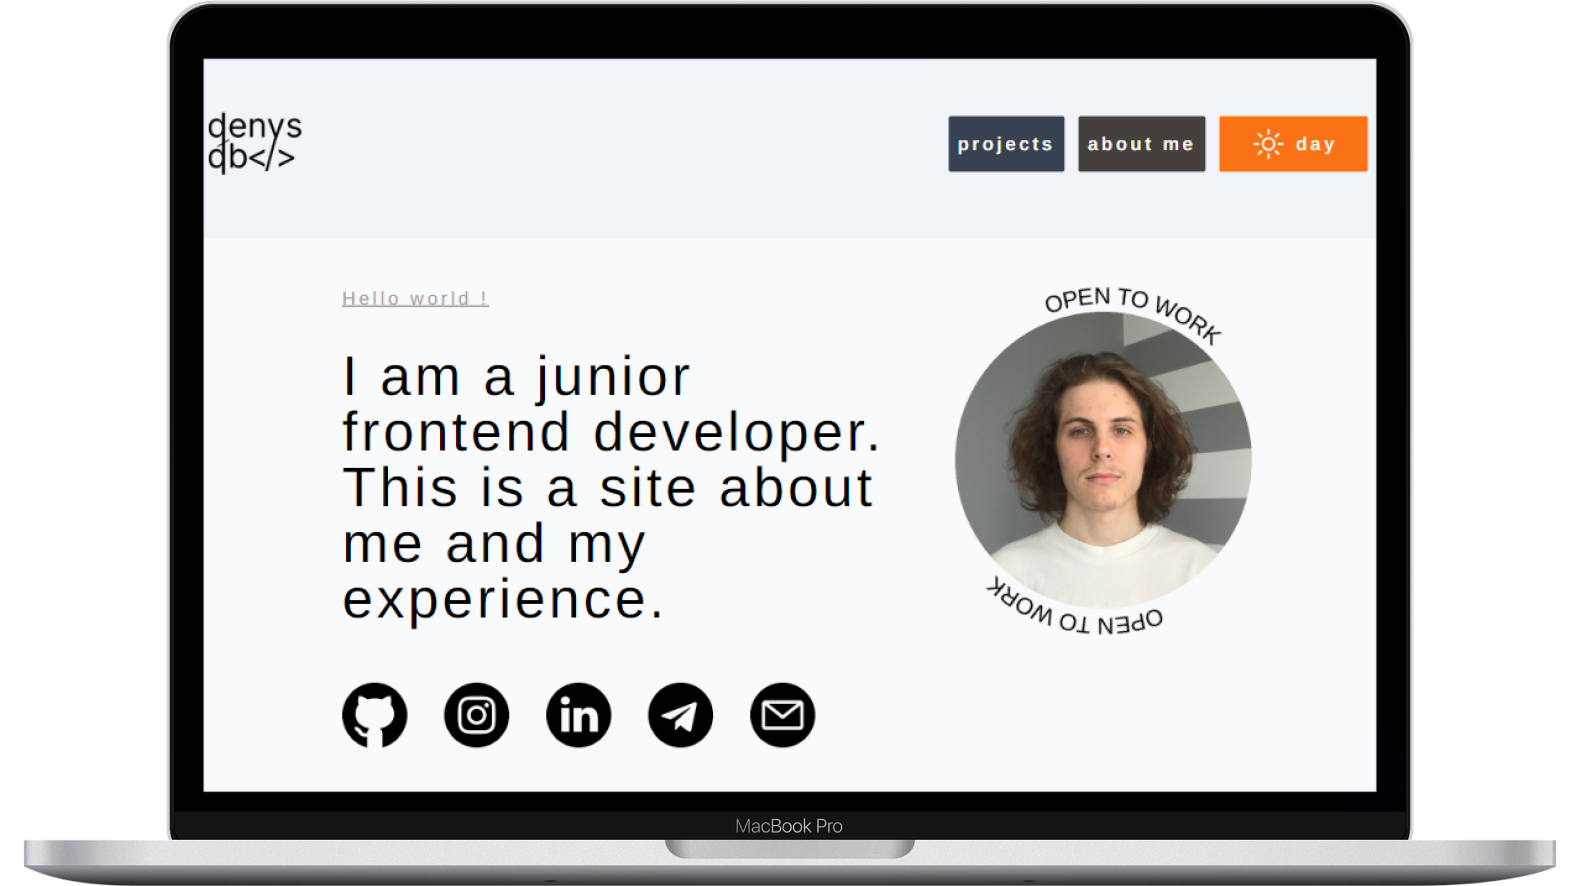 denys
db</>
projects
about me
day
Hello world !
OPEN TO WORK
I am a junior
frontend developer.
This is a site about
me and my
experience.
OPEN TO WORK
in
MacBook Pro